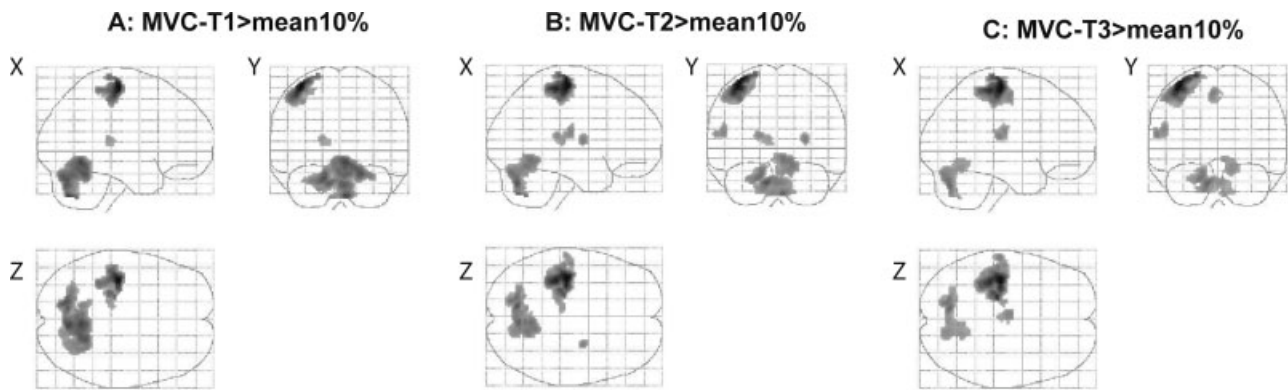 A: MVC-T1>mean10%
B: MVC-T2>mean10%
C: MVC-T3>mean10%
X
Y
X
Y
X
Y
Z
Z
Z